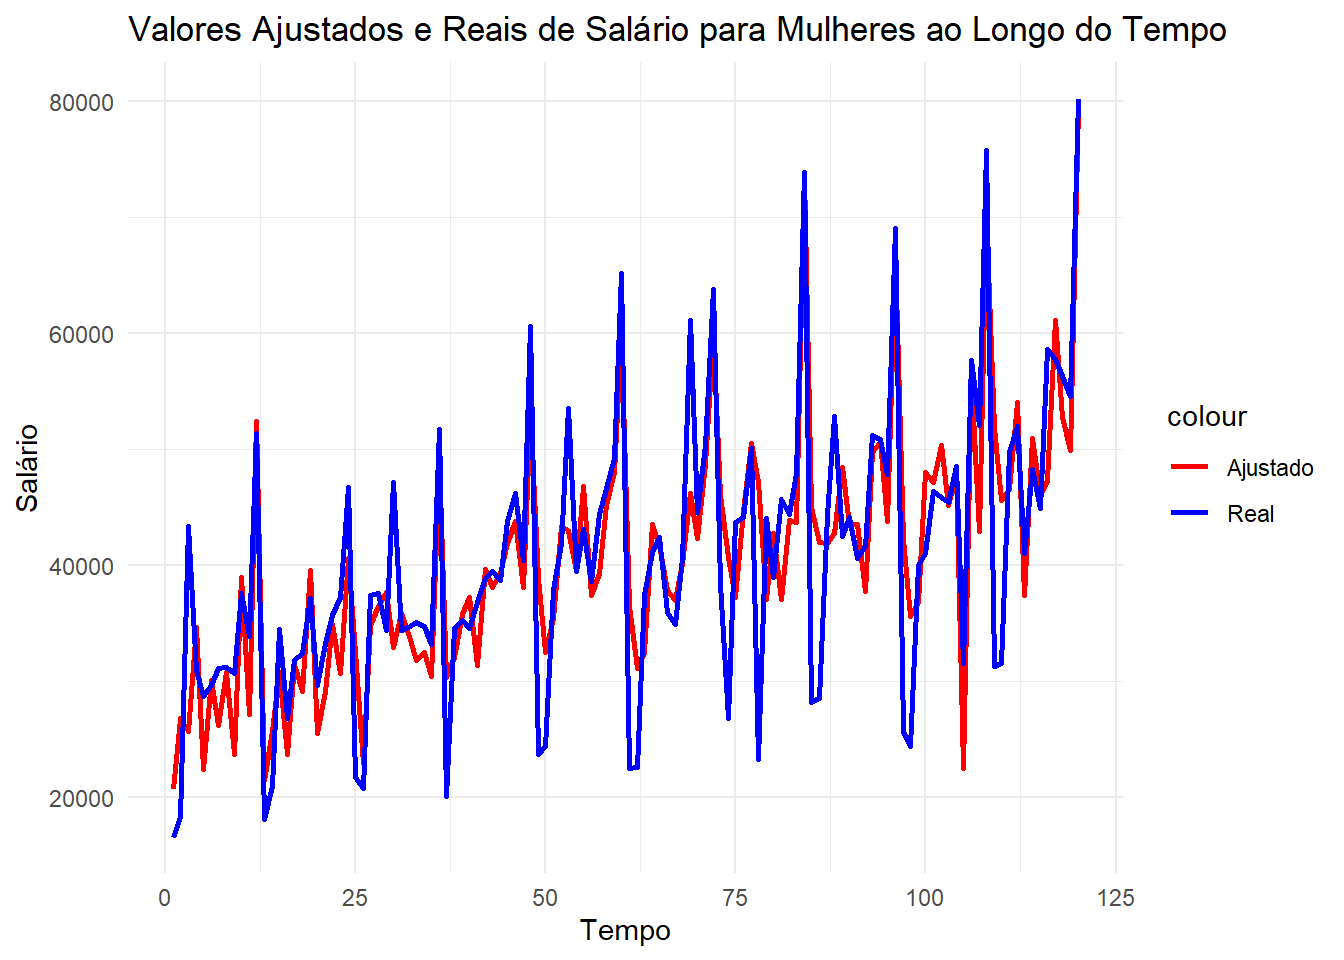 Valores Ajustados e Reais de Salário para Mulheres ao Longo do Tempo
80000
60000
40000
20000
Salário
0
25
50
75
100
125
Tempo
colour
Ajustado
Real